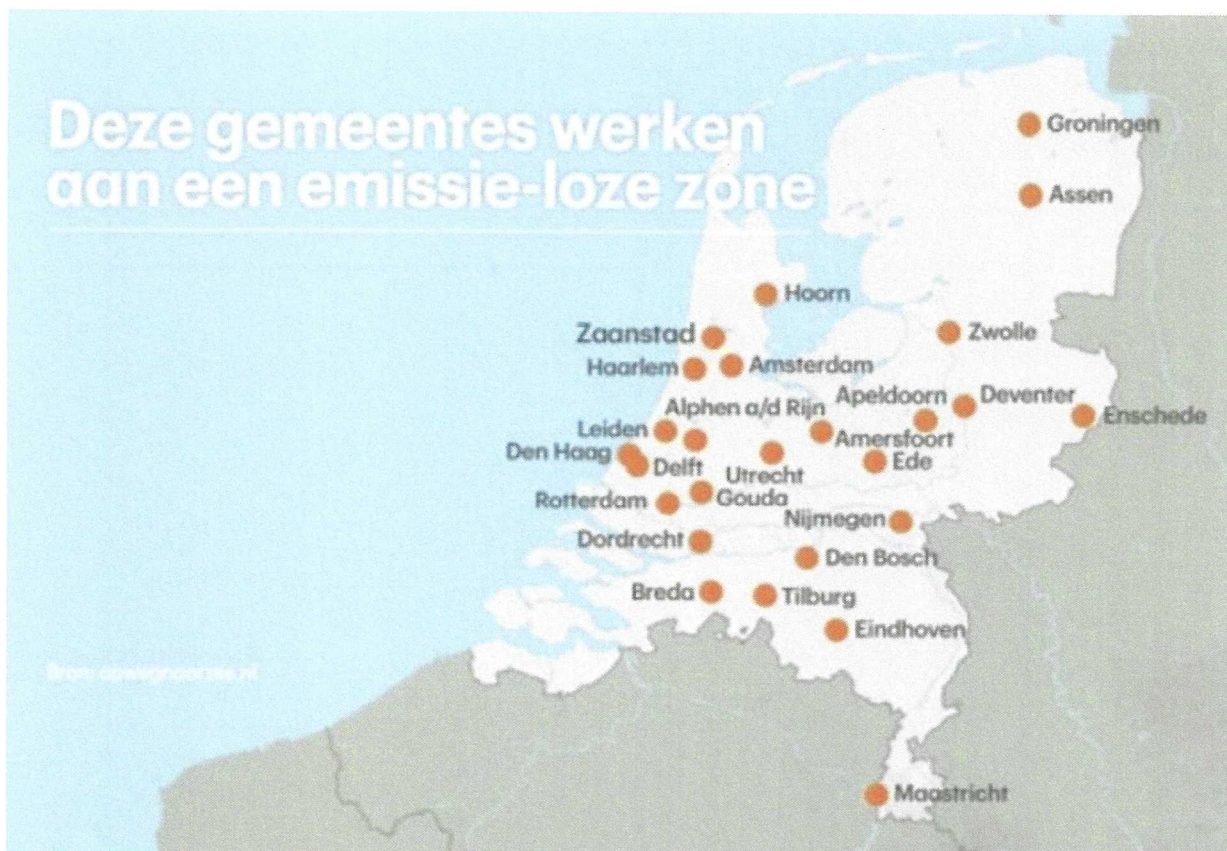 Deze gemeentes werken
aan een emissie-loze zone
Groningen
Assen
Hoorn
Zaanstad
Zwolle
Haarlem
Amsterdam
Apeldoorn
Deventer
Alphen a/d Rijn
Enschede
Leiden
Amersfoort
Den Haag
Delft
Utrecht
Ede
Rotterdam
Gouda
Nijmegen
Dordrecht
Den Bosch
Breda
Tilburg
Eindhoven
Maastricht